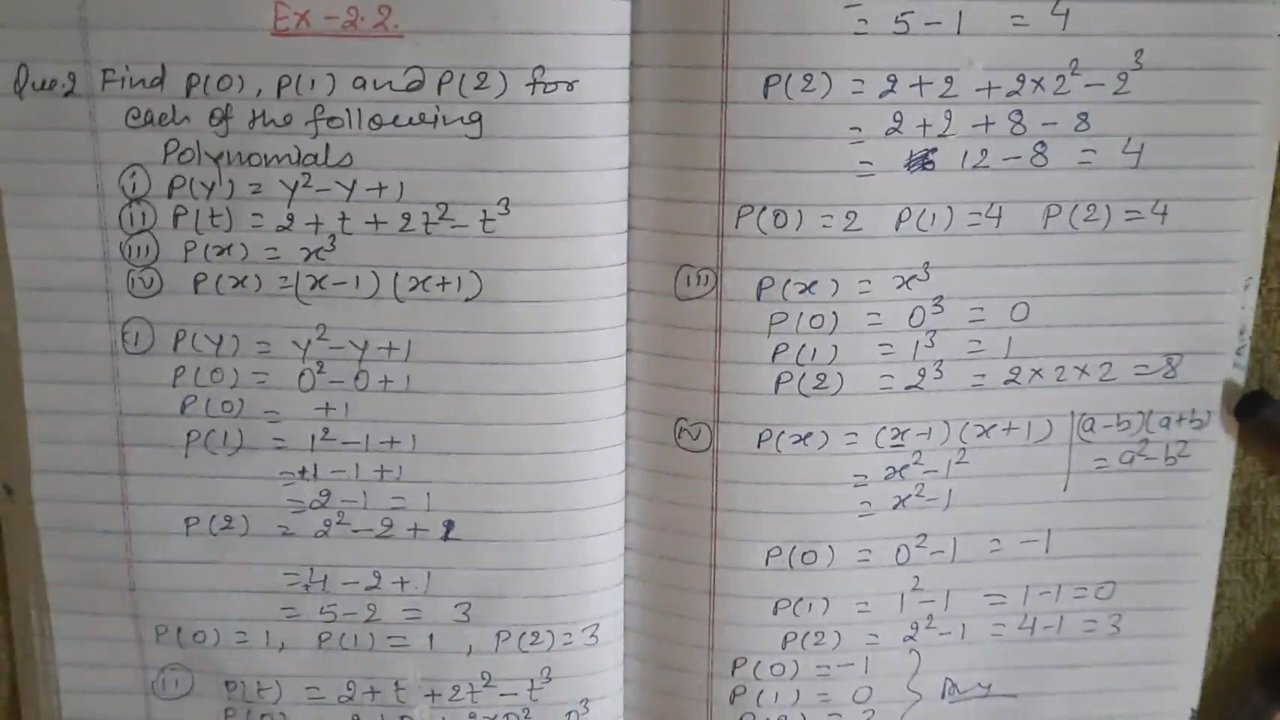 Ex-2.2.
Que.2 Find P(0), P(1) and P(2) for
each of the following
Polynomials
(i) P(y) = y²-y+1
(ii) P(t) = 2+t+2t²-t³
(iii) P(x) = x³
(iv) P(x) = (x-1)(x+1)
(i) P(y) = y²-y+1
P(0) = 0²-0+1
P(0) = +1
P(1) = 1²-1+1
=+1-1+1
=2-1=1
P(2) = 2²-2+1
=4-2+1
= 5-2 = 3
P(0)=1, P(1)=1, P(2)=3
(ii) P(t) = 2+t+2t²-t³
= 5-1 = 4
P(2) = 2+2+2×2²-2³
= 2+2+8-8
= 12-8 = 4
P(0)=2 P(1)=4 P(2)=4
(iii) P(x) = x³
P(0) = 0³ = 0
P(1) = 1³ = 1
P(2) = 2³ = 2×2×2 =8
(iv) P(x) = (x-1)(x+1) | (a-b)(a+b)
= x²-1² = a²-b²
= x²-1
P(0) = 0²-1 = -1
P(1) = 1²-1 = 1-1=0
P(2) = 2²-1 = 4-1 = 3
P(0) = -1
P(1) = 0 } Ans